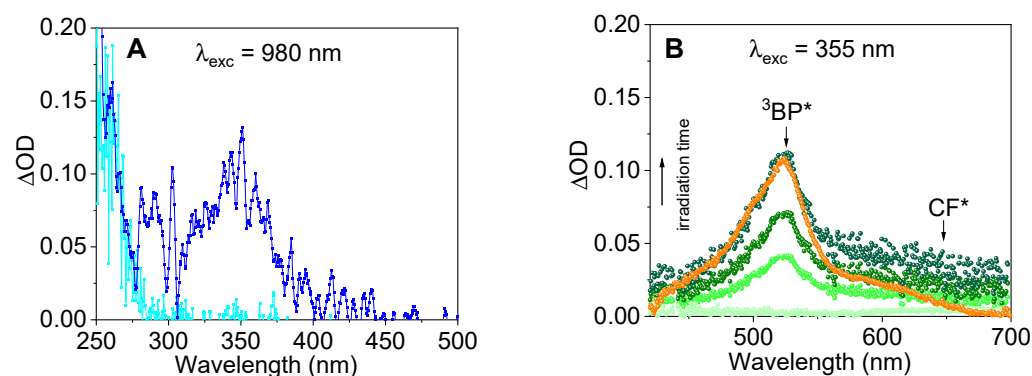 A
λexc = 980 nm
ΔOD
0.20
0.15
0.10
0.05
0.00
250 300 350 400 450 500
Wavelength (nm)
B
λexc = 355 nm
ΔOD
0.20
0.15
0.10
0.05
0.00
irradiation time
³BP*
CF*
500 600 700
Wavelength (nm)